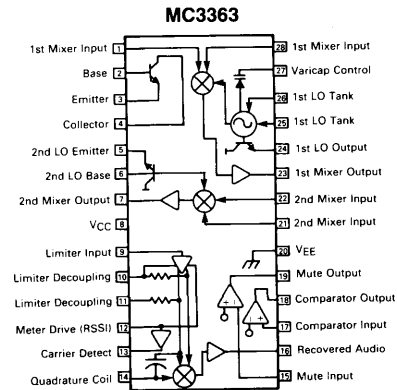 MC3363
1st Mixer Input 1
Base 2
Emitter 3
Collector 4
2nd LO Emitter 5
2nd LO Base 6
2nd Mixer Output 7
VCC 8
Limiter Input 9
Limiter Decoupling 10
Limiter Decoupling 11
Meter Drive (RSSI) 12
Carrier Detect 13
Quadrature Coil 14
28 1st Mixer Input
27 Varicap Control
26 1st LO Tank
25 1st LO Tank
24 1st LO Output
23 1st Mixer Output
22 2nd Mixer Input
21 2nd Mixer Input
20 VEE
19 Mute Output
18 Comparator Output
17 Comparator Input
16 Recovered Audio
15 Mute Input
+ -
+ -